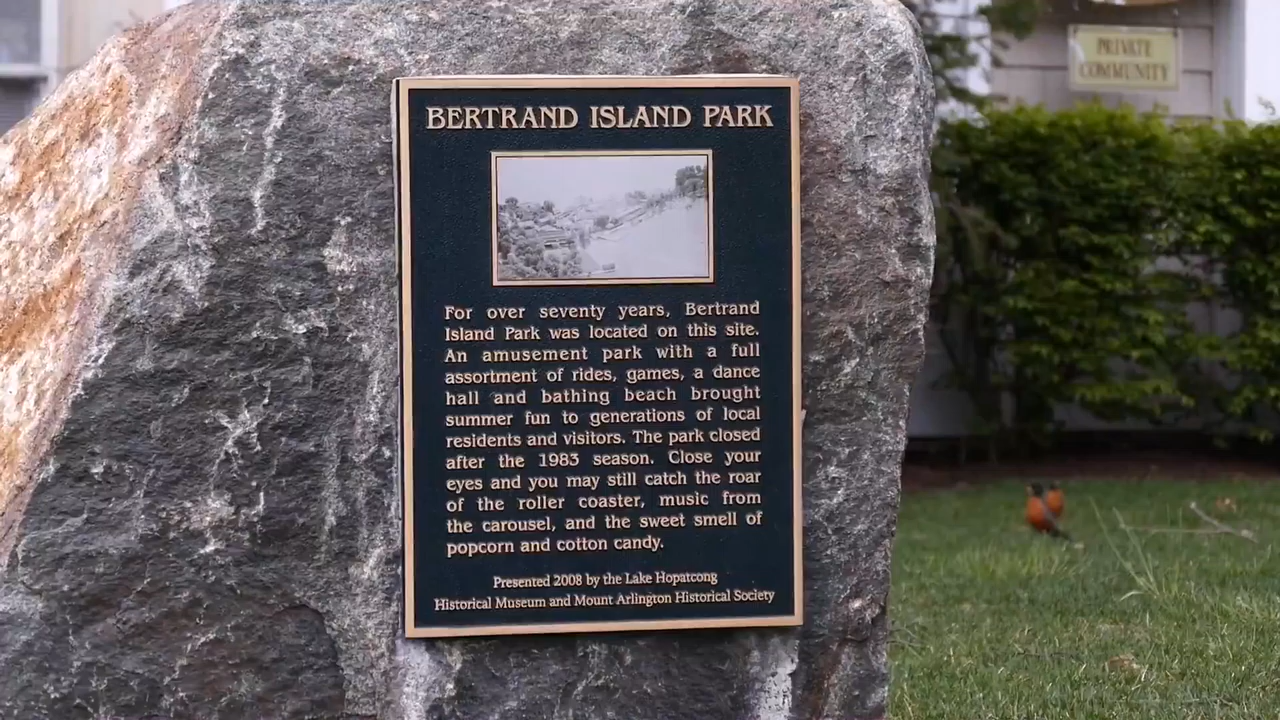 PRIVATE
COMMUNITY
BERTRAND ISLAND PARK
For over seventy years, Bertrand
Island Park was located on this site.
An amusement park with a full
assortment of rides, games, a dance
hall and bathing beach brought
summer fun to generations of local
residents and visitors. The park closed
after the 1983 season. Close your
eyes and you may still catch the roar
of the roller coaster, music from
the carousel, and the sweet smell of
popcorn and cotton candy.
Presented 2008 by the Lake Hopatcong
Historical Museum and Mount Arlington Historical Society